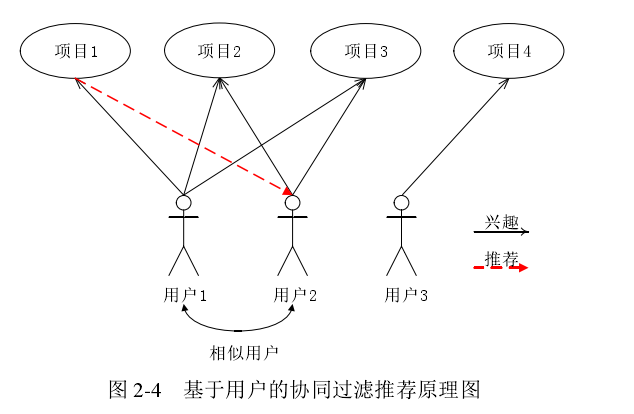 项目1
项目2
项目3
项目4
兴趣
推荐
用户1
用户2
用户3
相似用户
图 2-4 基于用户的协同过滤推荐原理图